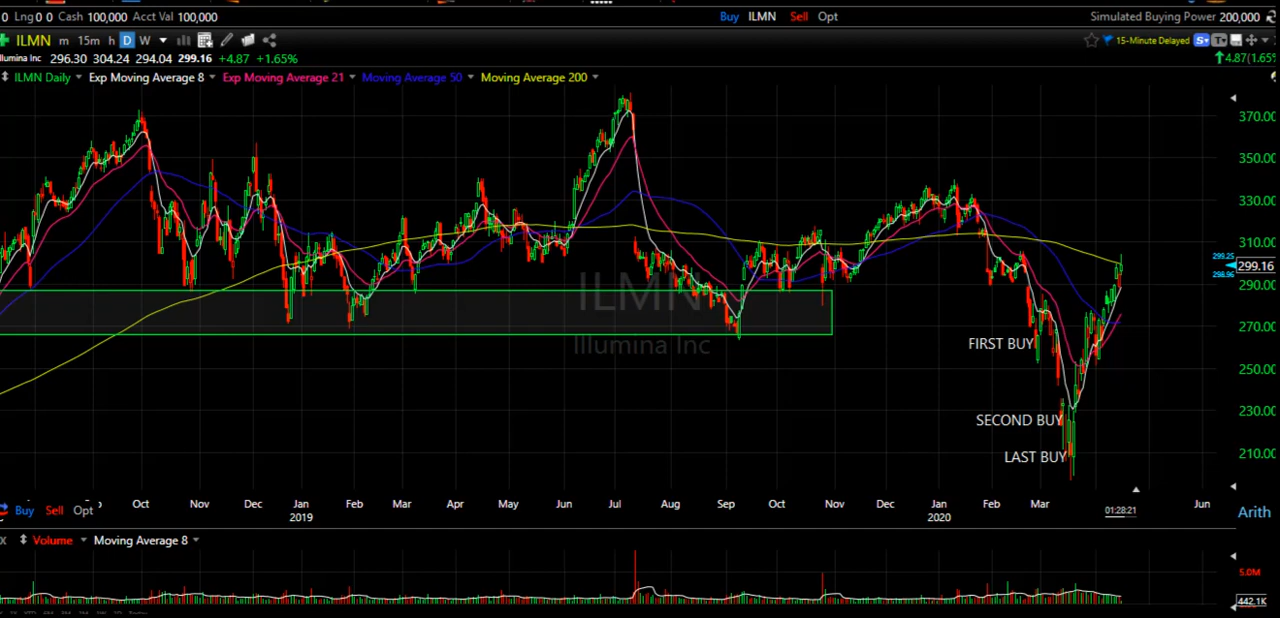 0 Lng 0 0 Cash 100,000 Acct Val 100,000 Buy ILMN Sell Opt Simulated Buying Power 200,000
ILMN m 15m h D W 15-Minute Delayed S T
Illumina Inc 296.30 304.24 294.04 299.16 +4.87 +1.65% 4.87(1.65%
ILMN Daily Exp Moving Average 8 Exp Moving Average 21 Moving Average 50 Moving Average 200
370.00
350.00
330.00
310.00
299.25
299.16
298.96
290.00
ILMN
270.00
Illumina Inc
FIRST BUY
250.00
230.00
SECOND BUY
LAST BUY
210.00
Oct Nov Dec Jan Feb Mar Apr May Jun Jul Aug Sep Oct Nov Dec Jan Feb Mar Jun
Buy Sell Opt 01:28:21 Arith
2019 2020
X Volume Moving Average 8
5.0M
442.1K